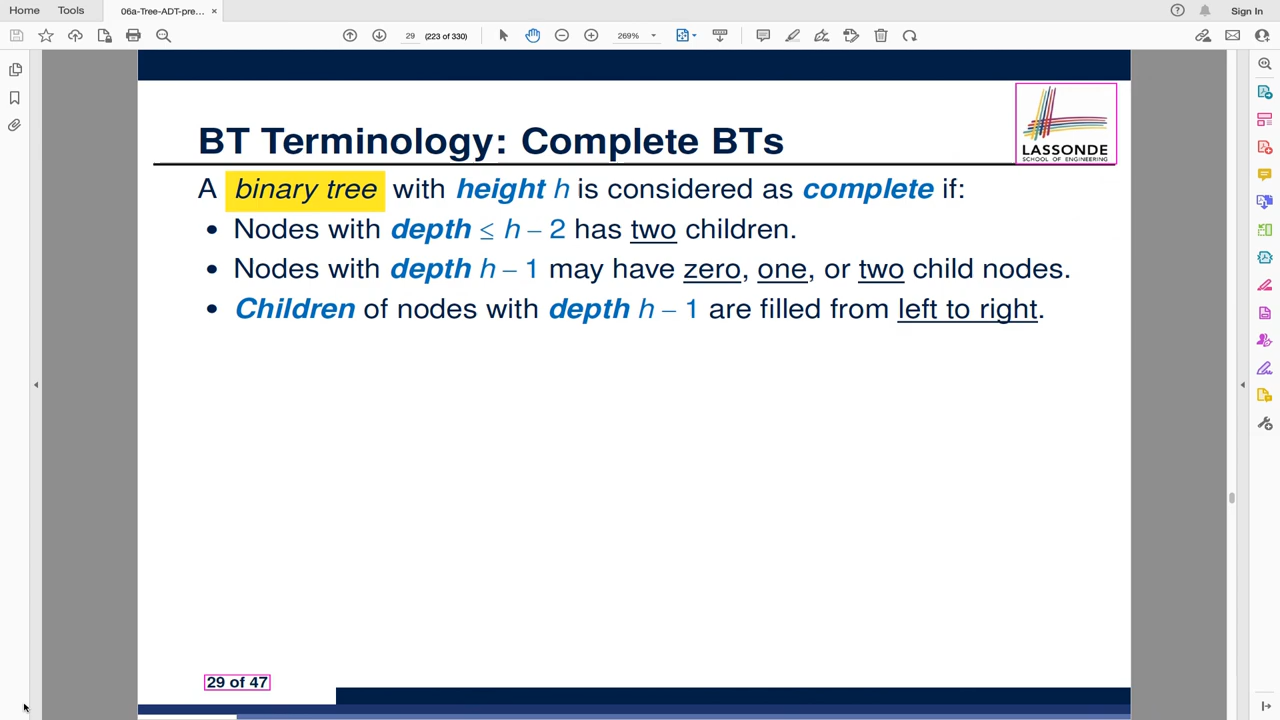 Home
Tools
06a-Tree-ADT-pre...
×
Sign In
29
(223 of 330)
269%
BT Terminology: Complete BTs
LASSONDE
SCHOOL OF ENGINEERING
A binary tree with height h is considered as complete if:
• Nodes with depth ≤ h − 2 has two children.
• Nodes with depth h − 1 may have zero, one, or two child nodes.
• Children of nodes with depth h − 1 are filled from left to right.
29 of 47